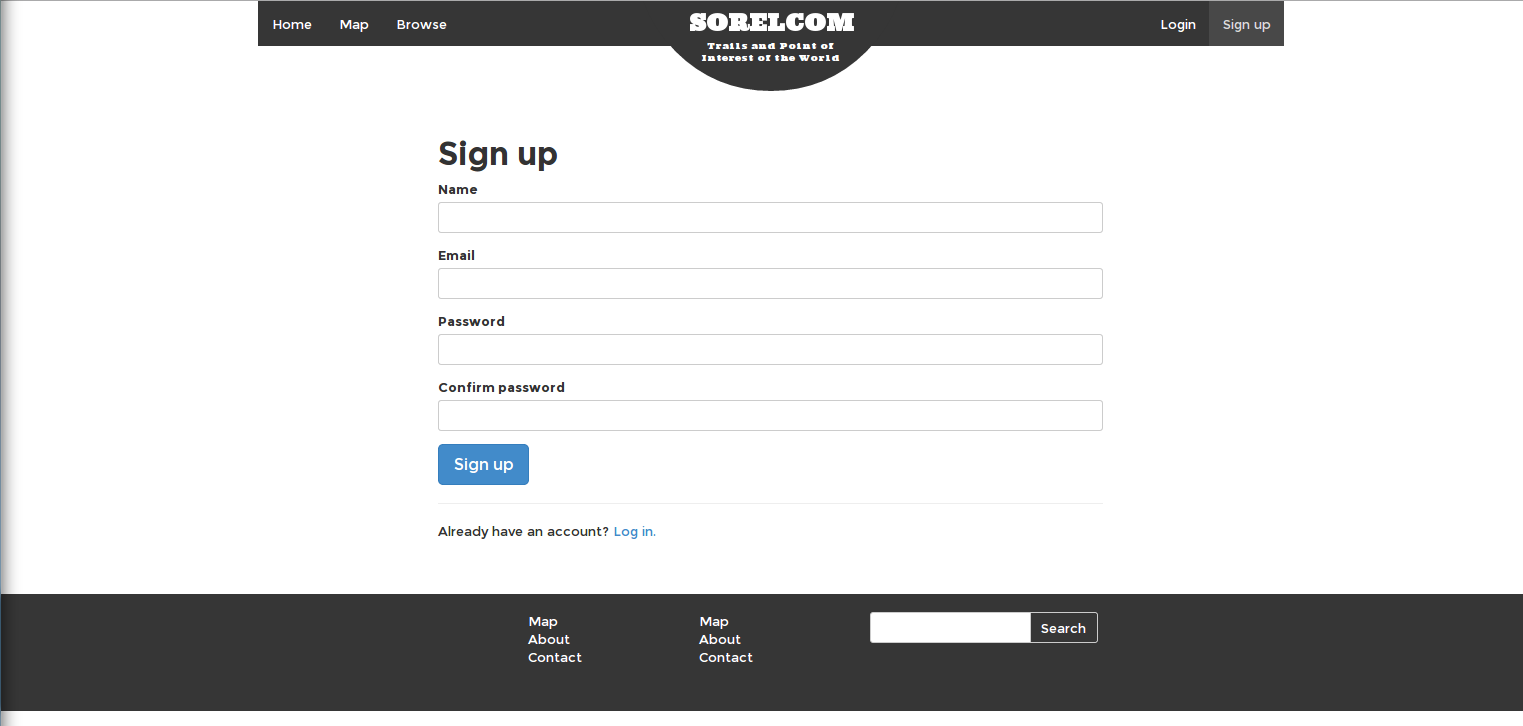 Home Map Browse SORELCOM Login Sign up
Trails and Point of
Interest of the World
Sign up
Name
Email
Password
Confirm password
Sign up
Already have an account? Log in.
Map Map Search
About About
Contact Contact